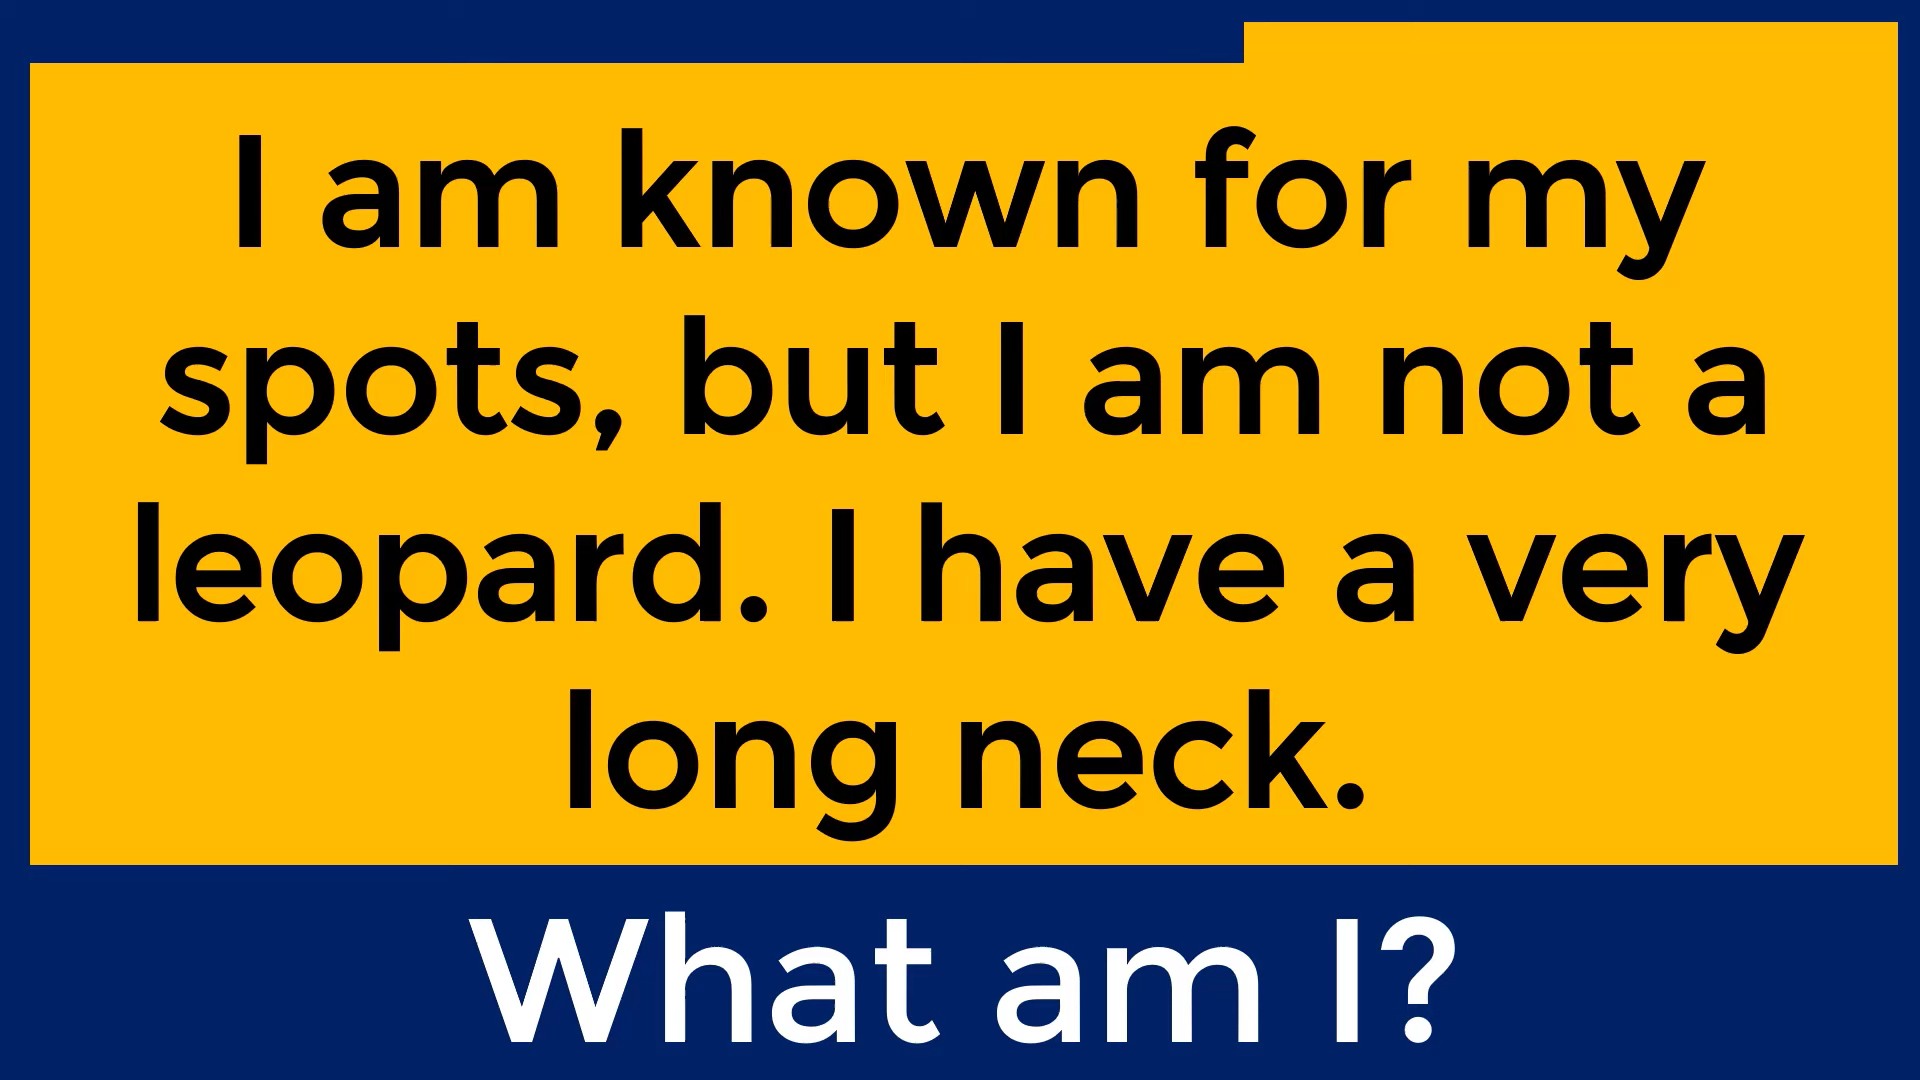 I am known for my
spots, but I am not a
leopard. I have a very
long neck.
What am I?